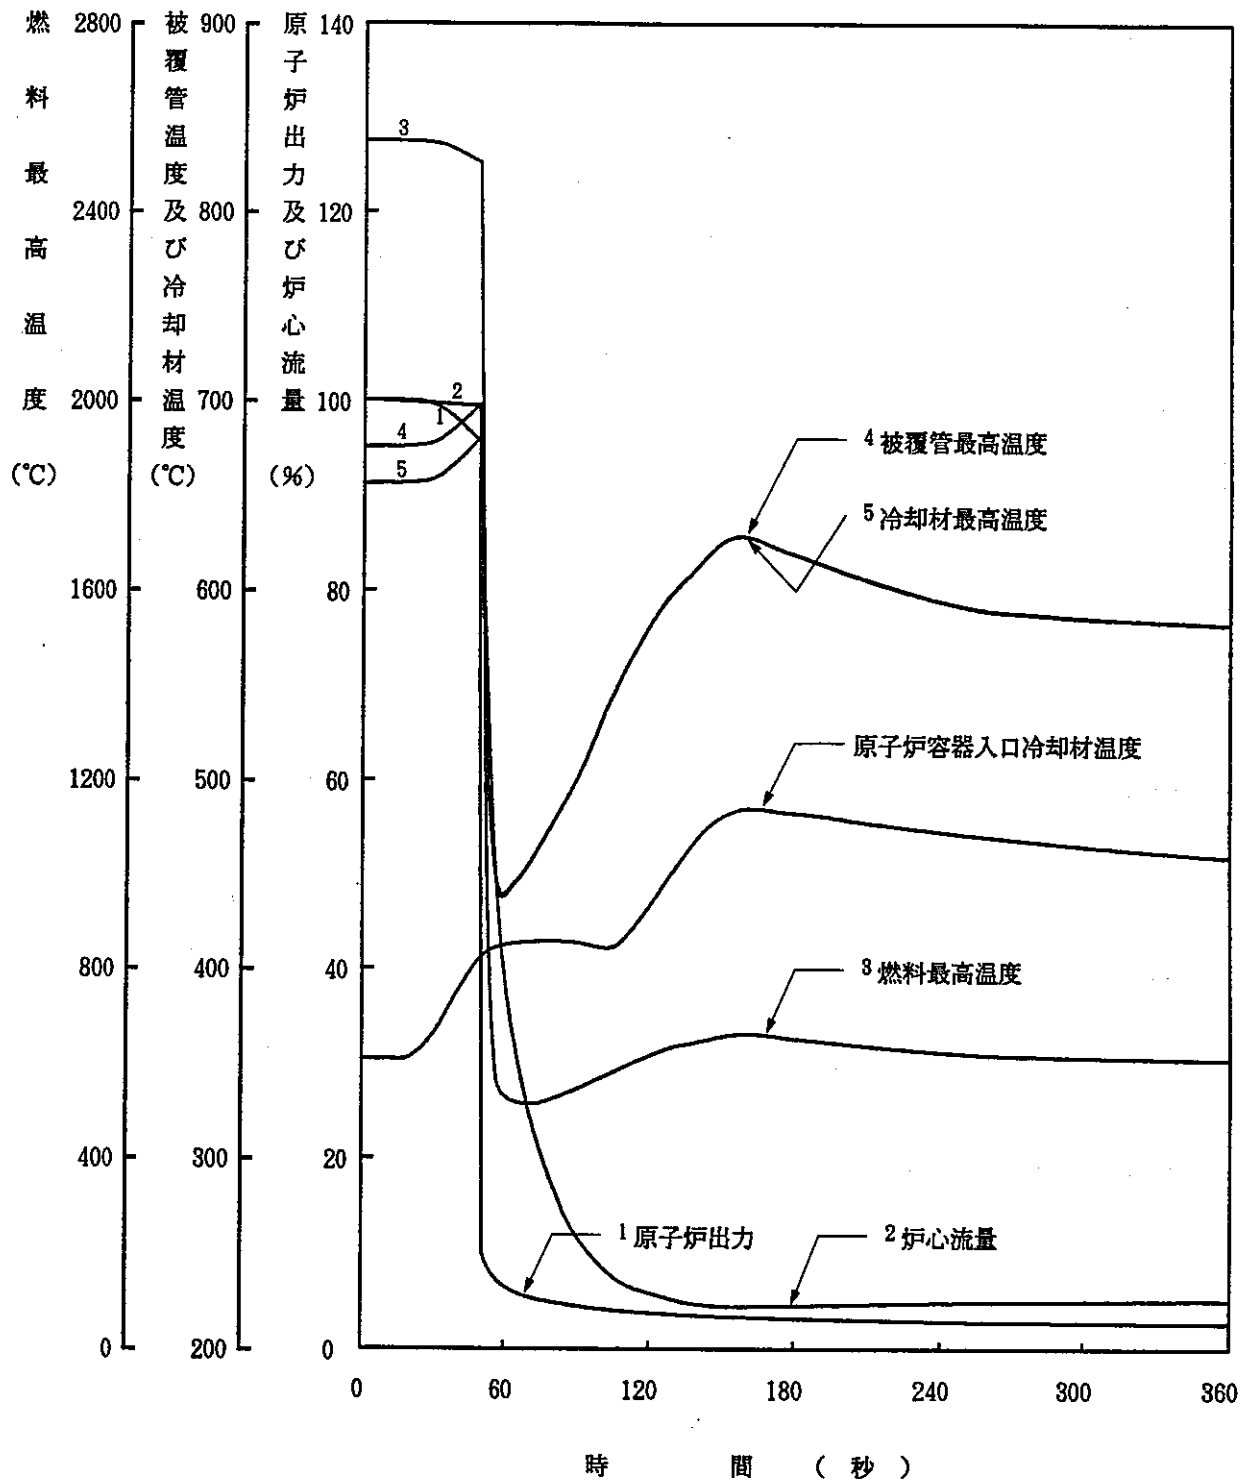 燃料最高温度
(℃)
2800
2400
2000
1600
1200
800
400
0
被覆管温度及び冷却材温度
(℃)
900
800
700
600
500
400
300
200
原子炉出力及び炉心流量
(%)
140
120
100
80
60
40
20
0
3
2
1
4
5
4 被覆管最高温度
5 冷却材最高温度
原子炉容器入口冷却材温度
3 燃料最高温度
1 原子炉出力
2 炉心流量
0 60 120 180 240 300 360
時間(秒)